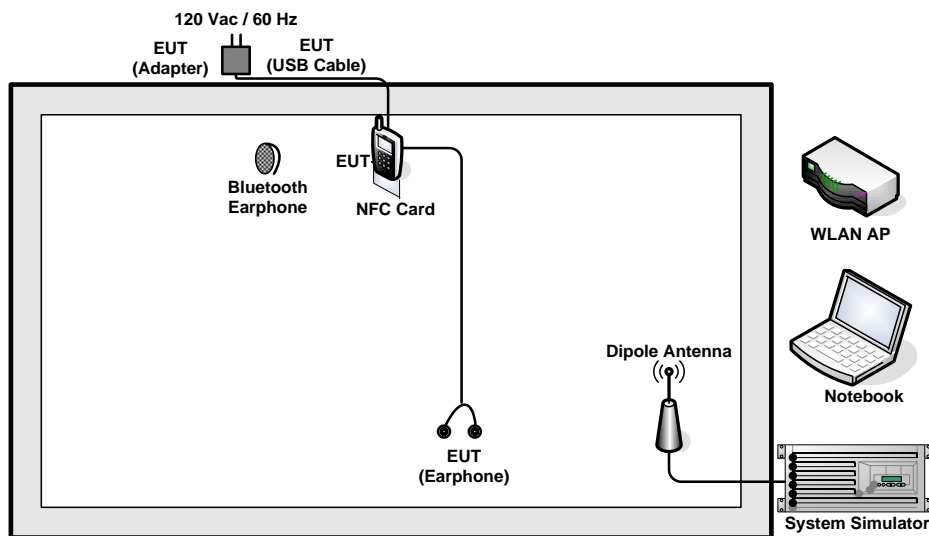 120 Vac / 60 Hz
EUT
(Adapter)
EUT
(USB Cable)
Bluetooth
Earphone
EUT
NFC Card
WLAN AP
Dipole Antenna
Notebook
EUT
(Earphone)
System Simulator